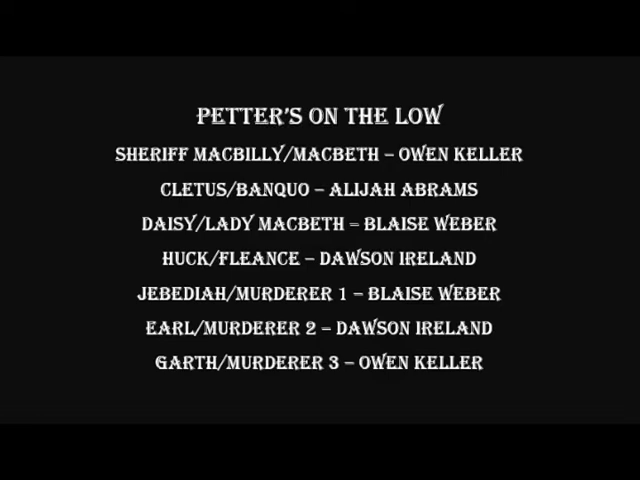 PETTER'S ON THE LOW
SHERIFF MACBILLY/MACBETH – OWEN KELLER
CLETUS/BANQUO – ALIJAH ABRAMS
DAISY/LADY MACBETH – BLAISE WEBER
HUCK/FLEANCE – DAWSON IRELAND
JEBEDIAH/MURDERER 1 – BLAISE WEBER
EARL/MURDERER 2 – DAWSON IRELAND
GARTH/MURDERER 3 – OWEN KELLER